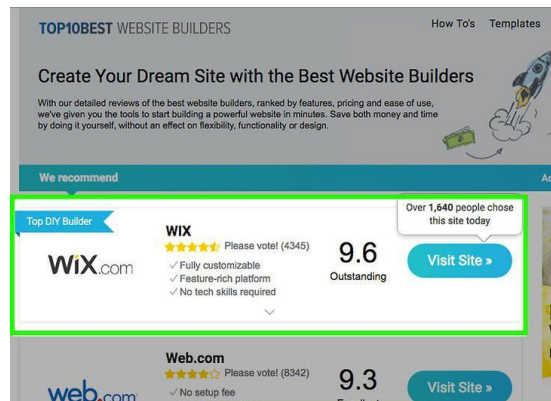 TOP10BEST WEBSITE BUILDERS
How To's Templates
Create Your Dream Site with the Best Website Builders
With our detailed reviews of the best website builders, ranked by features, pricing and ease of use,
we've given you the tools to start building a powerful website in minutes. Save both money and time
by doing it yourself, without an effect on flexibility, functionality or design.
We recommend
Over 1,640 people chose
this site today
Top DIY Builder
WiX.com
WIX
Please vote! (4345)
✓ Fully customizable
✓ Feature-rich platform
✓ No tech skills required
9.6
Outstanding
Visit Site »
web.com
Web.com
Please vote! (8342)
✓ No setup fee
9.3
Visit Site »